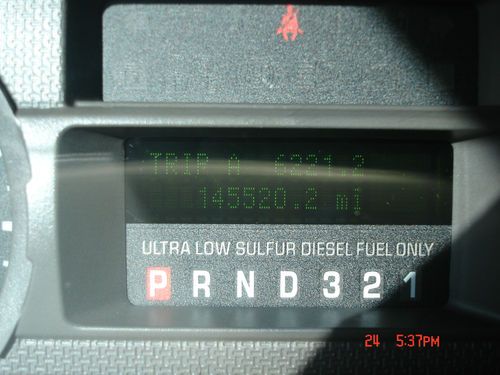 TRIP A 6221.2
145520.2 mi
ULTRA LOW SULFUR DIESEL FUEL ONLY
P R N D 3 2 1
24 5:37PM